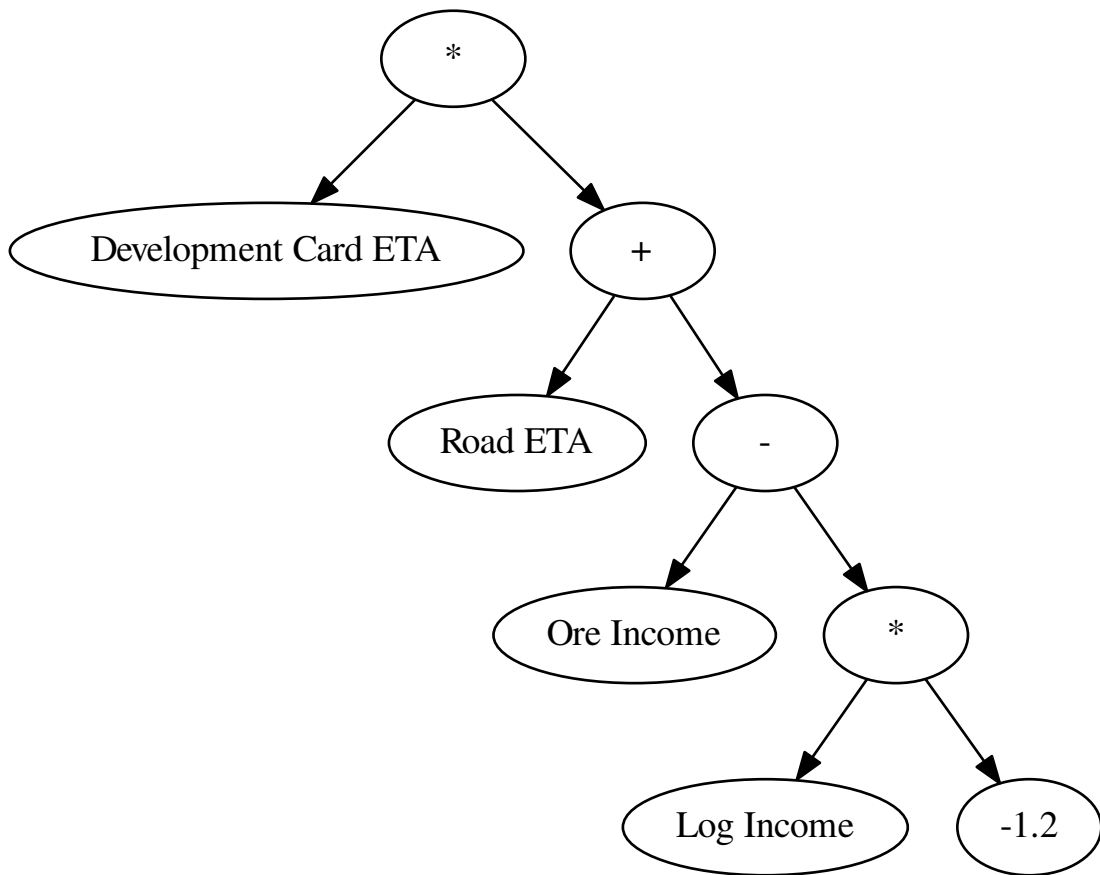 *
Development Card ETA
+
Road ETA
-
Ore Income
*
Log Income
-1.2